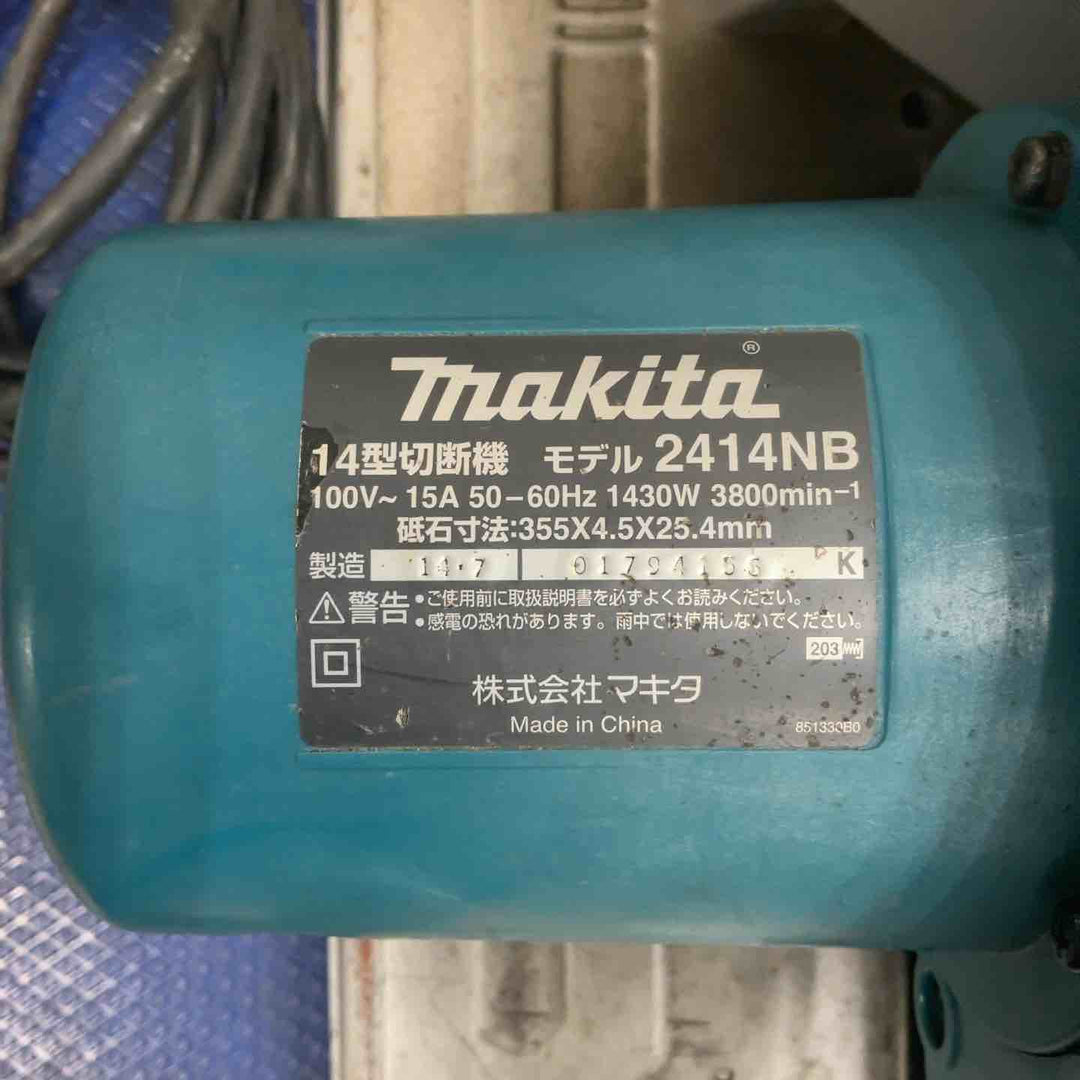 makita®
14型切断機 モデル 2414NB
100V~ 15A 50-60Hz 1430W 3800min-1
砥石寸法:355X4.5X25.4mm
製造 14.7 K
⚠警告 •ご使用前に取扱説明書を必ずよくお読みください。
•感電の恐れがあります。雨中では使用しないでください。
203
株式会社マキタ
Made in China 851330B0